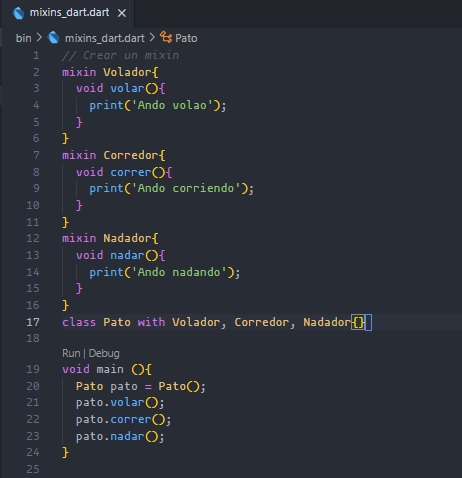 mixins_dart.dart ×
bin > mixins_dart.dart > Pato
1 // Crear un mixin
2 mixin Volador{
3 void volar(){
4 print('Ando volao');
5 }
6 }
7 mixin Corredor{
8 void correr(){
9 print('Ando corriendo');
10 }
11 }
12 mixin Nadador{
13 void nadar(){
14 print('Ando nadando');
15 }
16 }
17 class Pato with Volador, Corredor, Nadador{}
18
Run | Debug
19 void main (){
20 Pato pato = Pato();
21 pato.volar();
22 pato.correr();
23 pato.nadar();
24 }
25